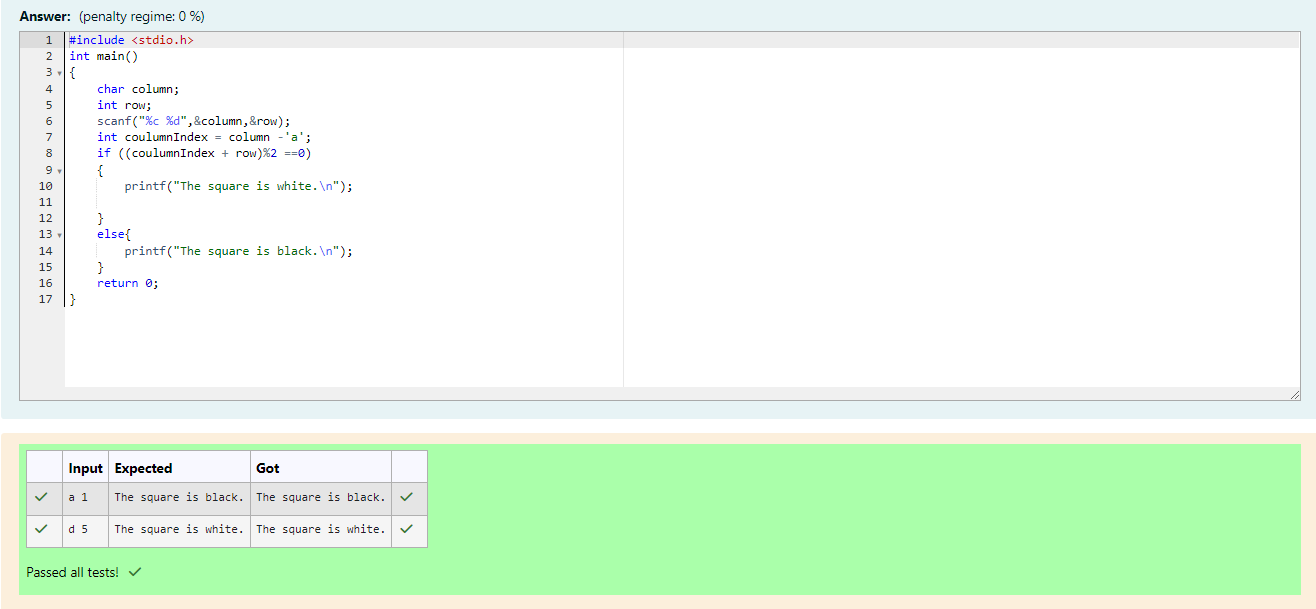 Answer: (penalty regime: 0 %)
1 #include <stdio.h>
2 int main()
3 {
4     char column;
5     int row;
6     scanf("%c %d",&column,&row);
7     int coulumnIndex = column -'a';
8     if ((coulumnIndex + row)%2 ==0)
9     {
10         printf("The square is white.\n");
11
12     }
13     else{
14         printf("The square is black.\n");
15     }
16     return 0;
17 }
Input Expected Got
a 1 The square is black. The square is black.
d 5 The square is white. The square is white.
Passed all tests!